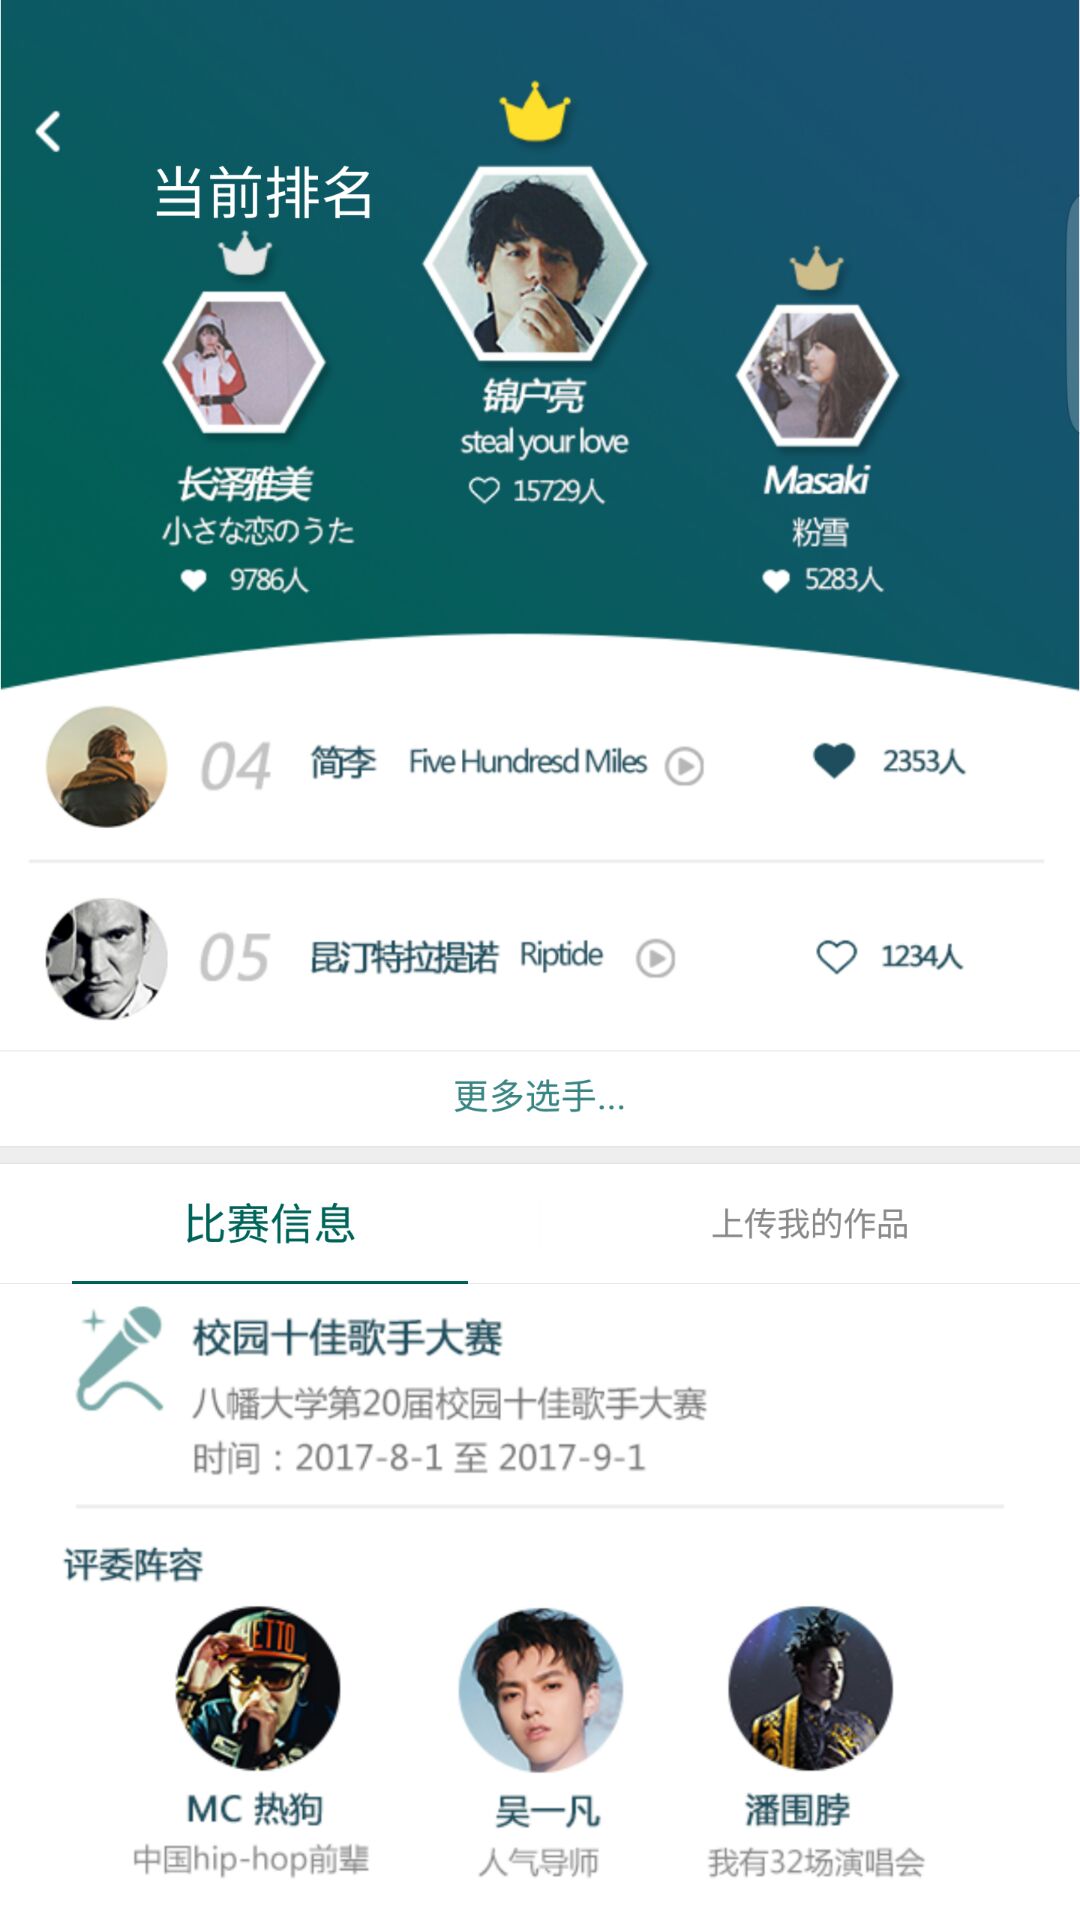 当前排名
锦户亮
steal your love
15729人
长泽雅美
小さな恋のうた
9786人
Masaki
粉雪
5283人
04 简李 Five Hundresd Miles 2353人
05 昆汀特拉提诺 Riptide 1234人
更多选手...
比赛信息 上传我的作品
校园十佳歌手大赛
八幡大学第20届校园十佳歌手大赛
时间：2017-8-1 至 2017-9-1
评委阵容
MC 热狗 吴一凡 潘围脖
中国hip-hop前辈 人气导师 我有32场演唱会